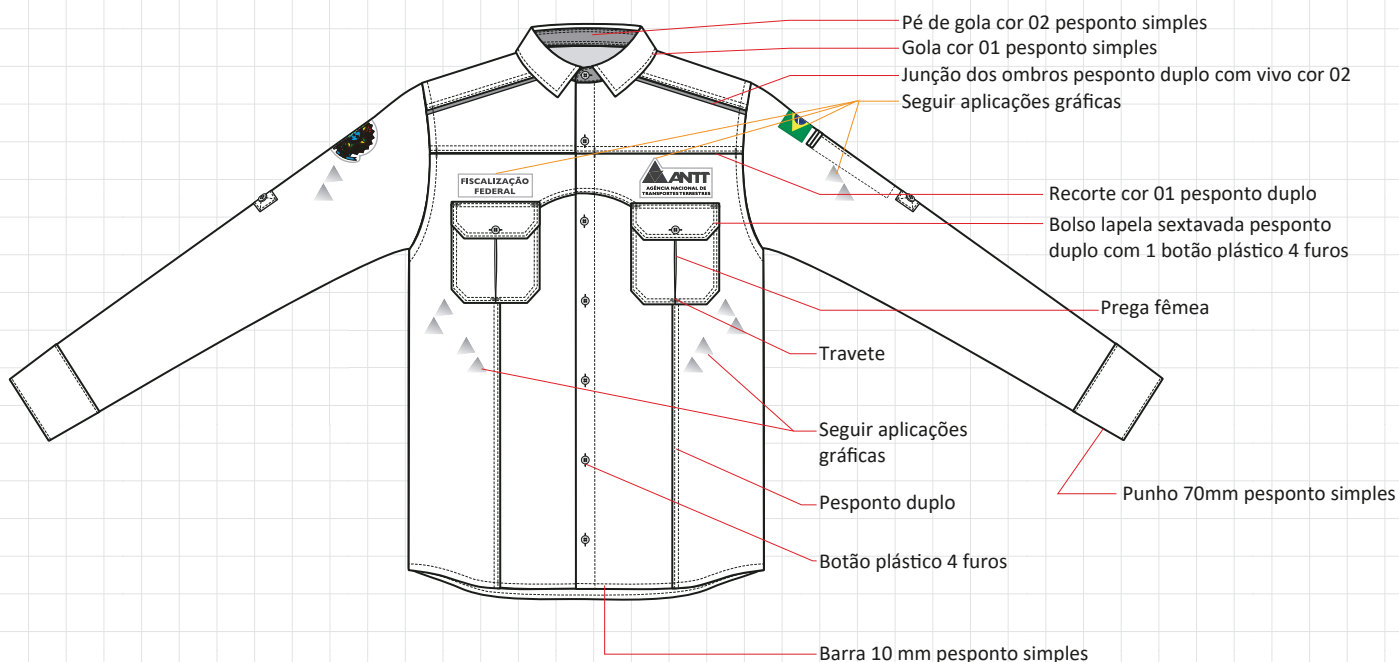 Pé de gola cor 02 pesponto simples
Gola cor 01 pesponto simples
Junção dos ombros pesponto duplo com vivo cor 02
Seguir aplicações gráficas
FISCALIZAÇÃO
FEDERAL
ANTT
AGÊNCIA NACIONAL DE
TRANSPORTES TERRESTRES
Recorte cor 01 pesponto duplo
Bolso lapela sextavada pesponto
duplo com 1 botão plástico 4 furos
Prega fêmea
Travete
Seguir aplicações
gráficas
Punho 70mm pesponto simples
Pesponto duplo
Botão plástico 4 furos
Barra 10 mm pesponto simples